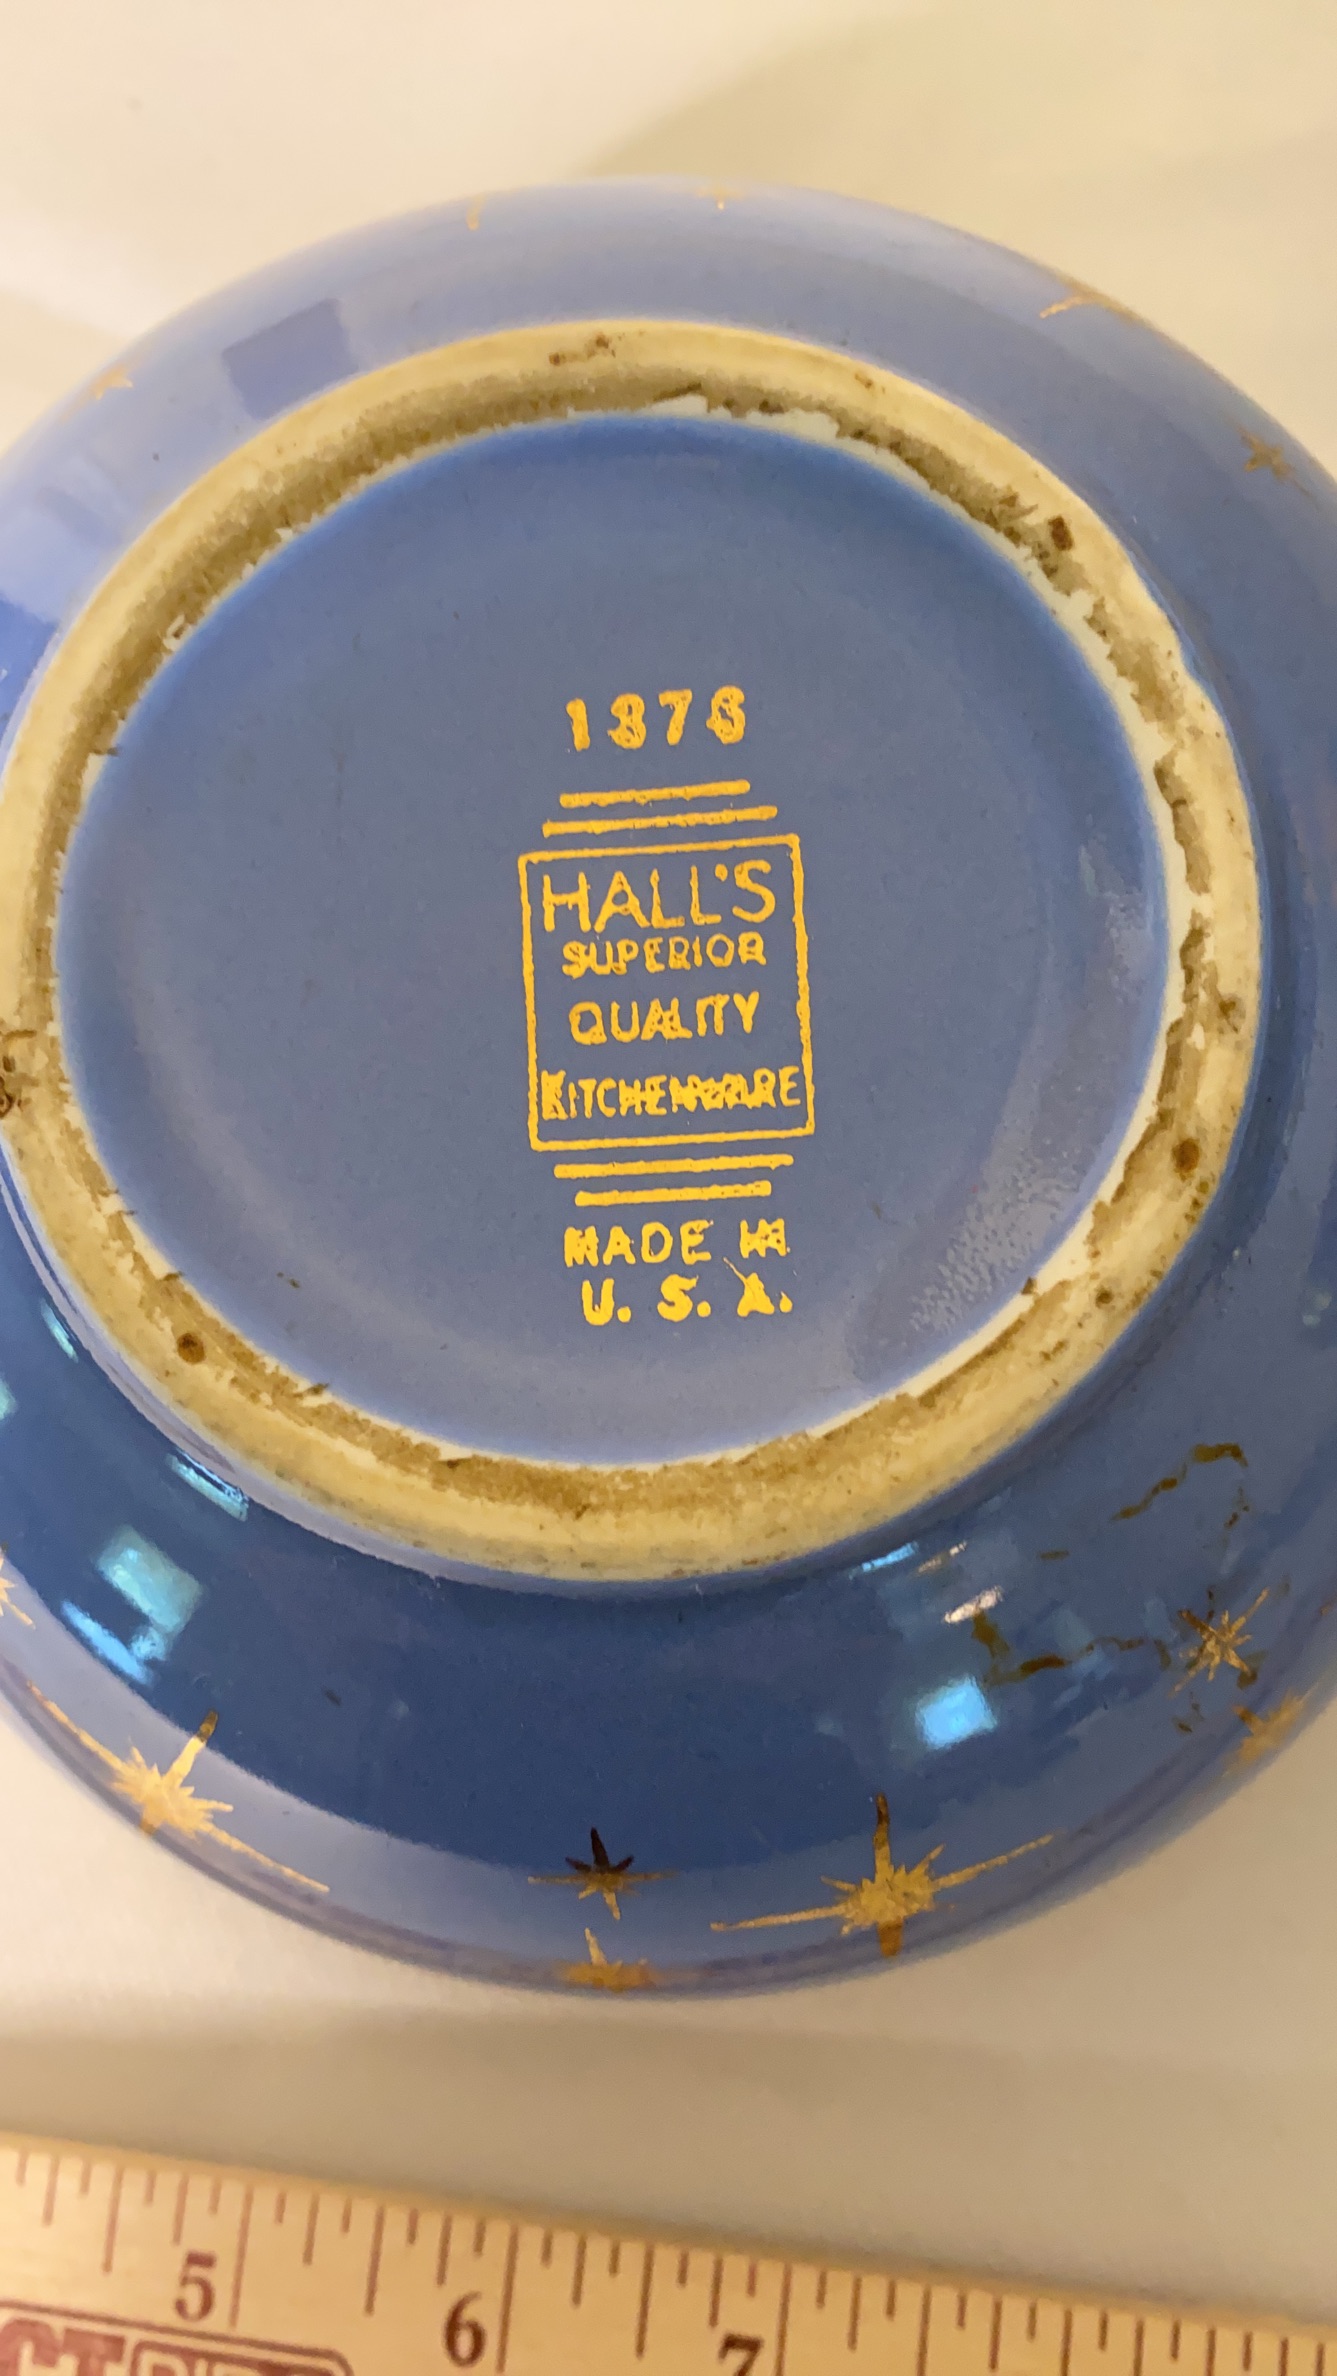 1376
HALL'S
SUPERIOR
QUALITY
KITCHENWARE
MADE IN
U. S. A.
5
6
7